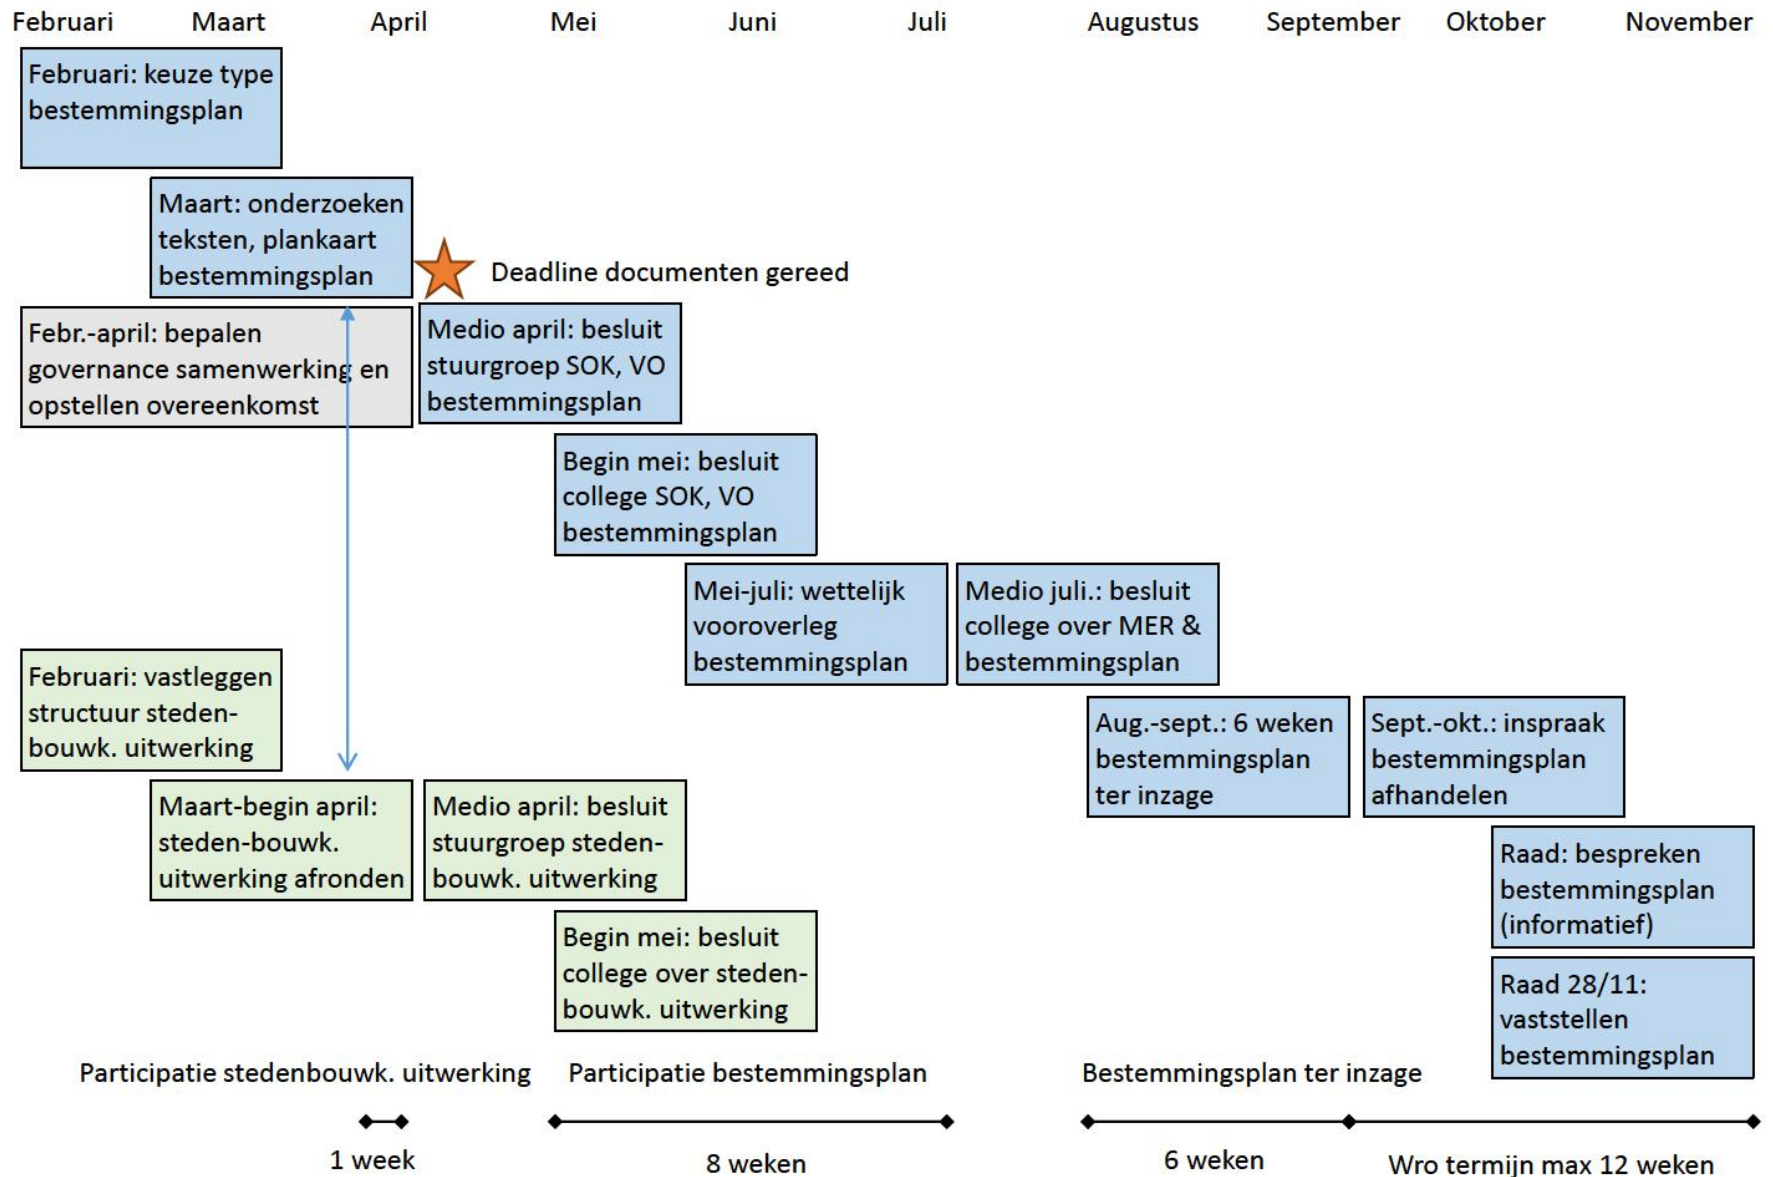 Februari Maart April Mei Juni Juli Augustus September Oktober November
Februari: keuze type
bestemmingsplan
Maart: onderzoeken
teksten, plankaart
bestemmingsplan
Deadline documenten gereed
Febr.-april: bepalen
governance samenwerking en
opstellen overeenkomst
Medio april: besluit
stuurgroep SOK, VO
bestemmingsplan
Begin mei: besluit
college SOK, VO
bestemmingsplan
Mei-juli: wettelijk
vooroverleg
bestemmingsplan
Medio juli.: besluit
college over MER &
bestemmingsplan
Februari: vastleggen
structuur steden-
bouwk. uitwerking
Aug.-sept.: 6 weken
bestemmingsplan
ter inzage
Sept.-okt.: inspraak
bestemmingsplan
afhandelen
Maart-begin april:
steden-bouwk.
uitwerking afronden
Medio april: besluit
stuurgroep steden-
bouwk. uitwerking
Raad: bespreken
bestemmingsplan
(informatief)
Begin mei: besluit
college over steden-
bouwk. uitwerking
Raad 28/11:
vaststellen
bestemmingsplan
Participatie stedenbouwk. uitwerking
Participatie bestemmingsplan
Bestemmingsplan ter inzage
1 week
8 weken
6 weken
Wro termijn max 12 weken